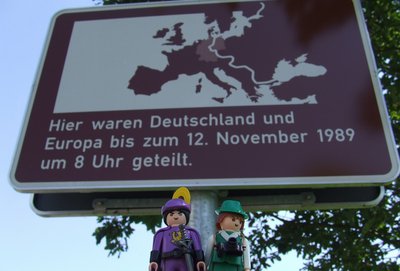 Hier waren Deutschland und
Europa bis zum 12. November 1989
um 8 Uhr geteilt.